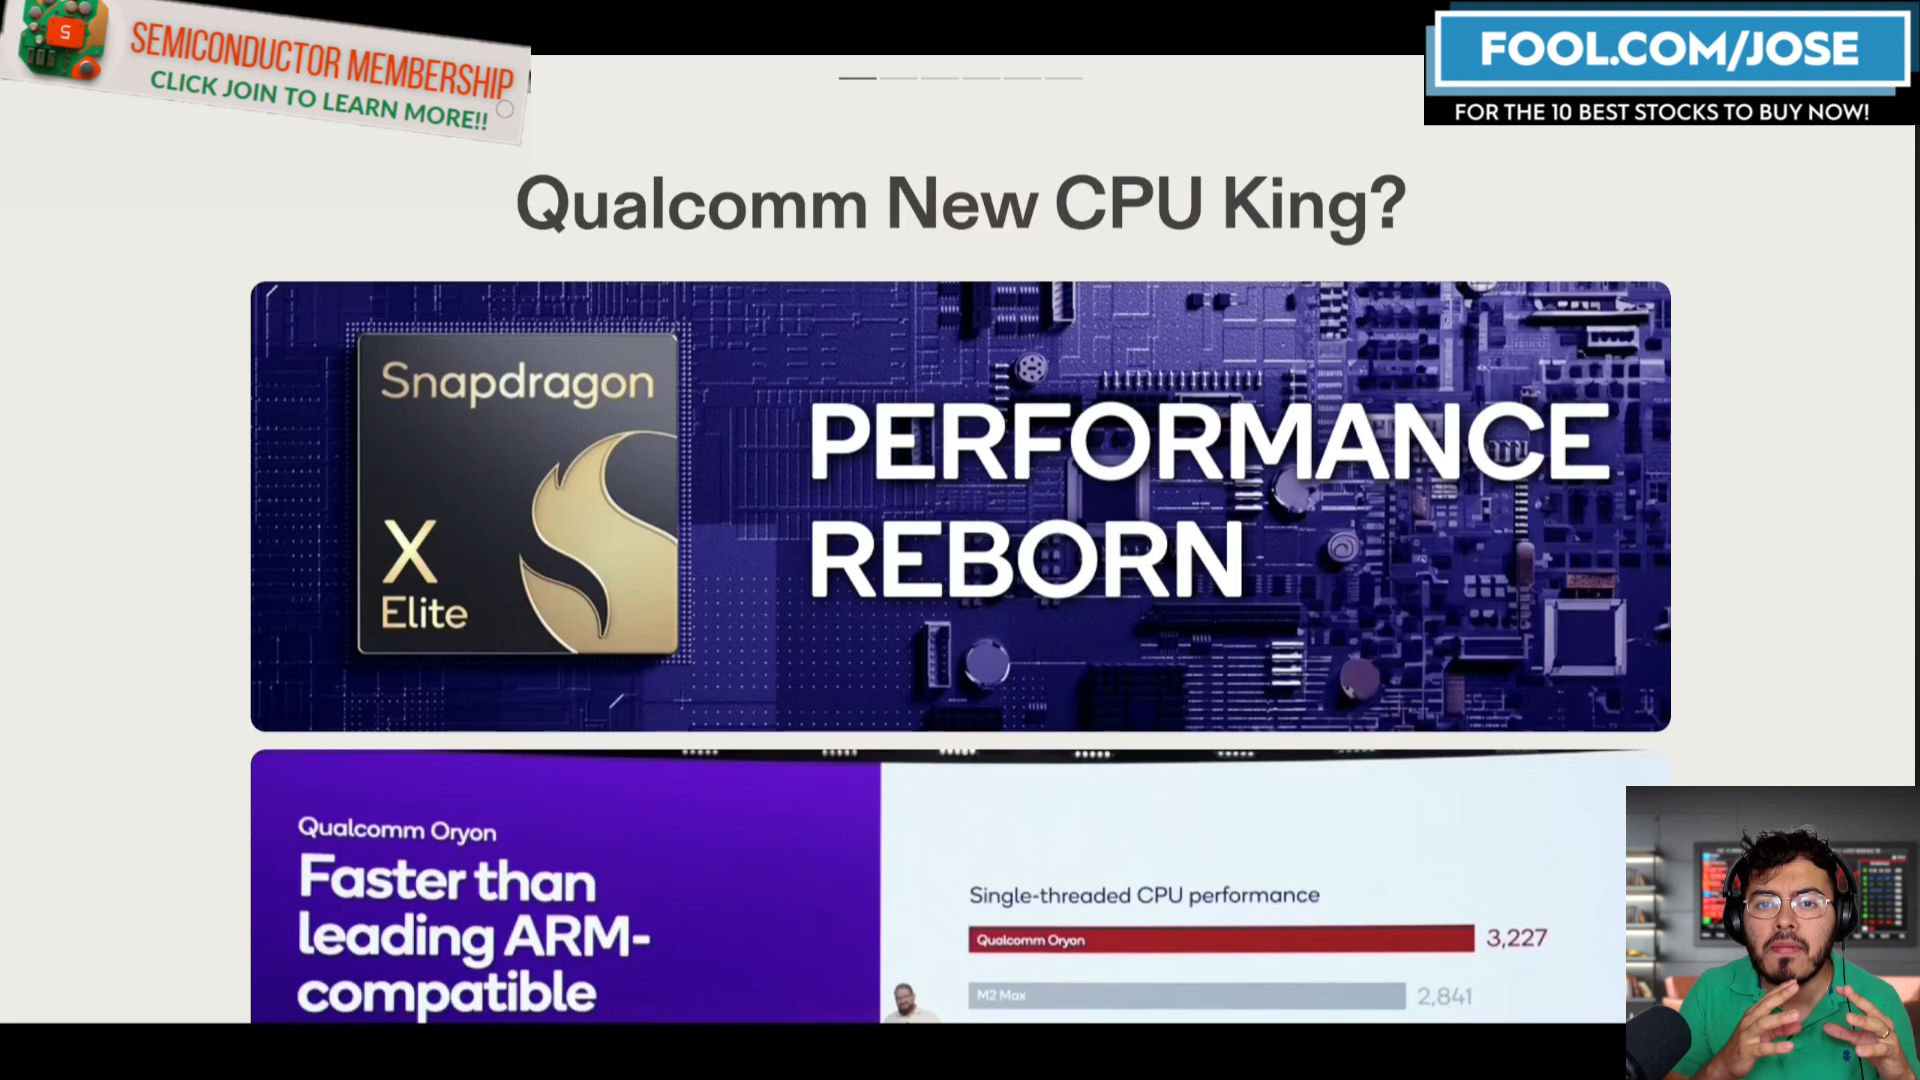 SEMICONDUCTOR MEMBERSHIP
CLICK JOIN TO LEARN MORE!!
FOOL.COM/JOSE
FOR THE 10 BEST STOCKS TO BUY NOW!
Qualcomm New CPU King?
Snapdragon
X
Elite
PERFORMANCE
REBORN
Qualcomm Oryon
Faster than
leading ARM-
compatible
Single-threaded CPU performance
Qualcomm Oryon 3,227
M2 Max 2,841